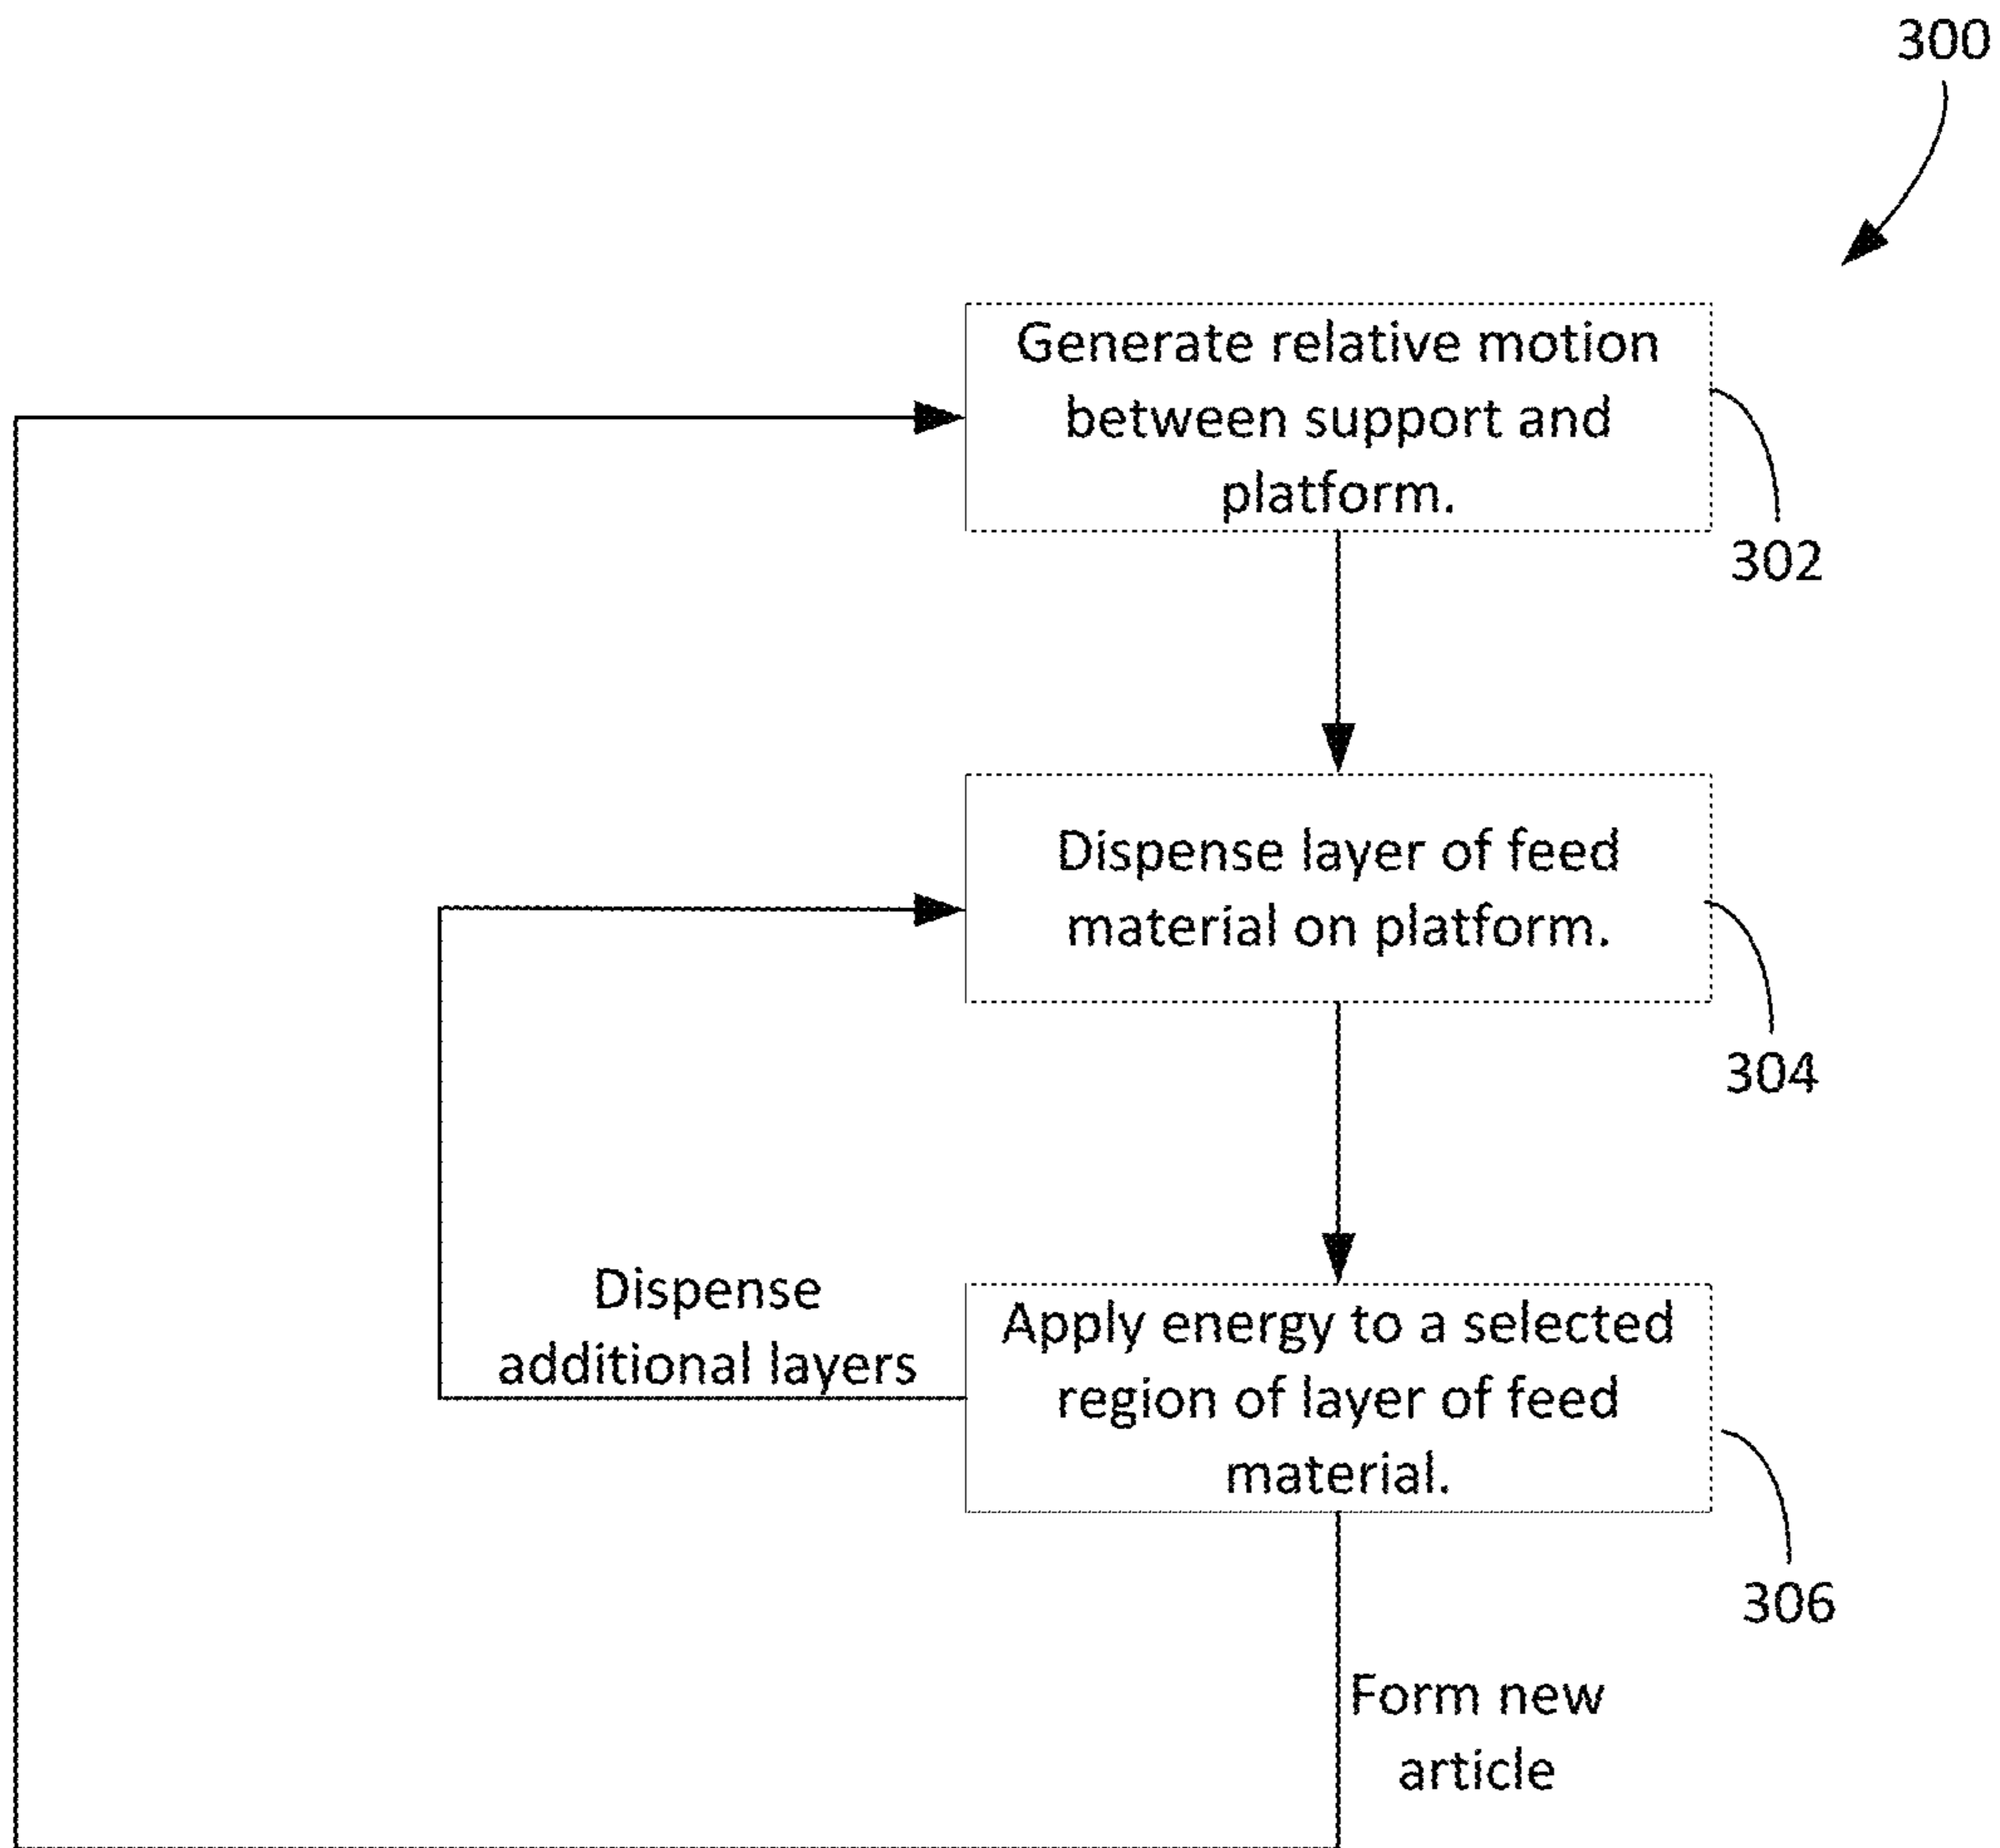 300
Generate relative motion
between support and
platform.
302
Dispense layer of feed
material on platform.
304
Dispense
additional layers
Apply energy to a selected
region of layer of feed
material.
306
Form new
article